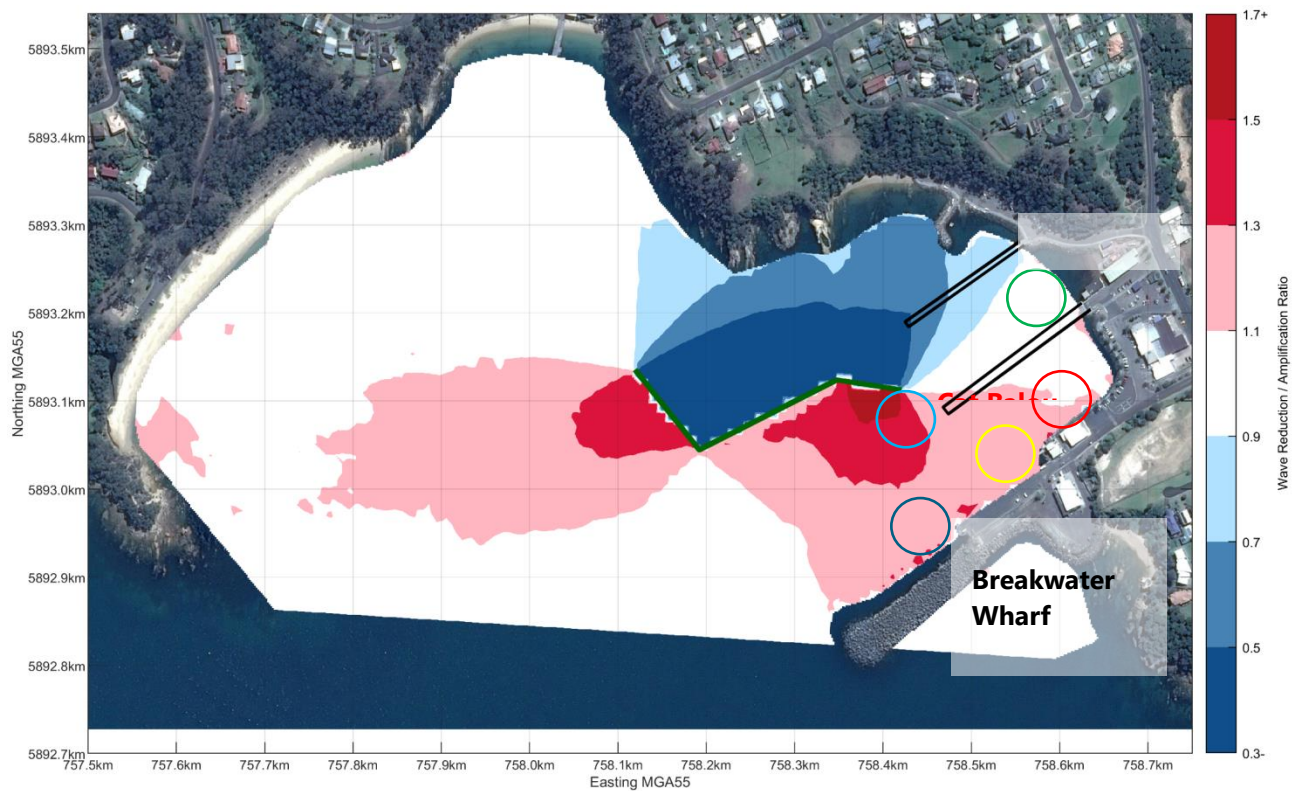 5893.5km
5893.4km
5893.3km
5893.2km
5893.1km
5893.0km
5892.9km
5892.8km
5892.7km
Northing MGA55
757.5km 757.6km 757.7km 757.8km 757.9km 758.0km 758.1km 758.2km 758.3km 758.4km 758.5km 758.6km 758.7km
Easting MGA55
Breakwater
Wharf
1.7+
1.5
1.3
1.1
0.9
0.7
0.5
0.3-
Wave Reduction / Amplification Ratio